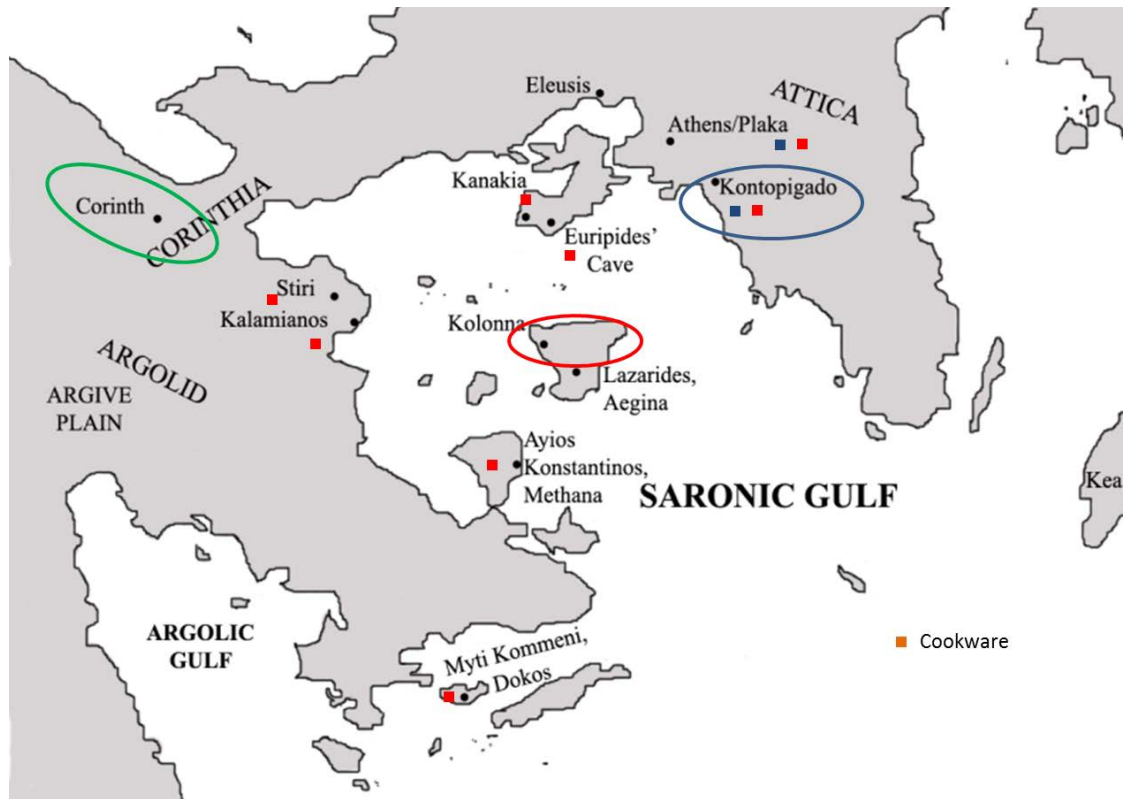 Eleusis
ATTICA
Athens/Plaka
Kanakia
Kontopigado
Corinth
CORINTHIA
Euripides’
Cave
Stiri
Kalamianos
Kolonna
ARGOLID
Lazarides,
Aegina
ARGIVE
PLAIN
Ayios
Konstantinos,
Methana
SARONIC GULF
Kea
ARGOLIC
GULF
Myti Kommeni,
Dokos
Cookware